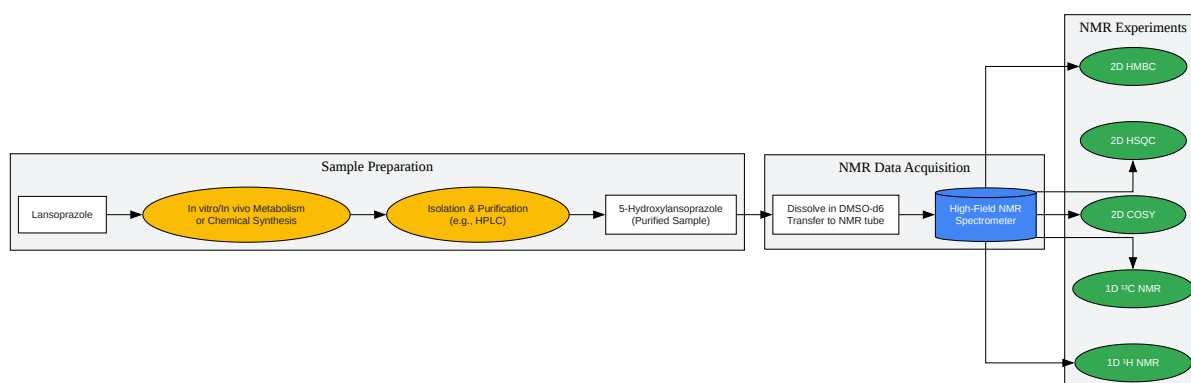 NMR Experiments
2D HMBC
2D HSQC
Sample Preparation
NMR Data Acquisition
Lansoprazole
In vitro/In vivo Metabolism
or Chemical Synthesis
Isolation & Purification
(e.g., HPLC)
5-Hydroxylansoprazole
(Purified Sample)
Dissolve in DMSO-d6
Transfer to NMR tube
High-Field NMR
Spectrometer
2D COSY
1D ¹³C NMR
1D ¹H NMR